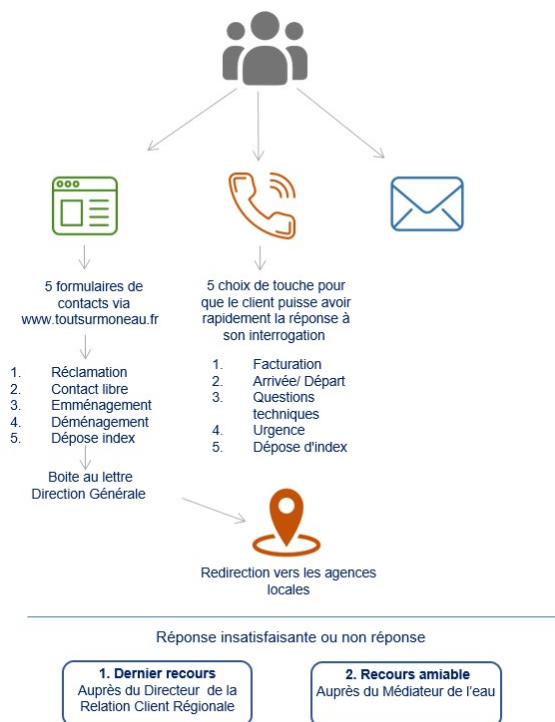 5 formulaires de
contacts via
www.toutsurmoneau.fr
1. Réclamation
2. Contact libre
3. Emménagement
4. Déménagement
5. Dépose index
Boite au lettre
Direction Générale
5 choix de touche pour
que le client puisse avoir
rapidement la réponse à
son interrogation
1. Facturation
2. Arrivée/ Départ
3. Questions
techniques
4. Urgence
5. Dépose d'index
Redirection vers les agences
locales
Réponse insatisfaisante ou non réponse
1. Dernier recours
Auprès du Directeur de la
Relation Client Régionale
2. Recours amiable
Auprès du Médiateur de l'eau